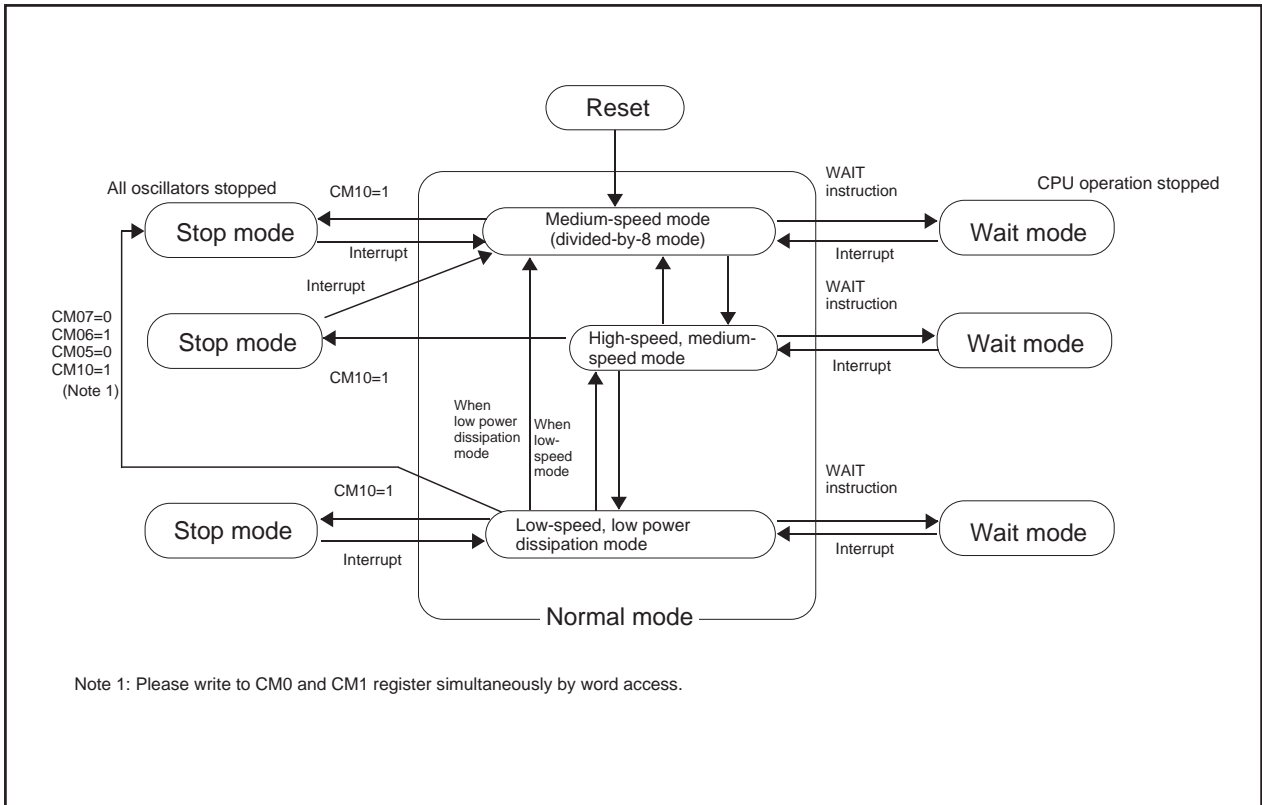 Reset
All oscillators stopped
CM10=1
WAIT
instruction
CPU operation stopped
Stop mode
Medium-speed mode
(divided-by-8 mode)
Wait mode
Interrupt
Interrupt
Interrupt
WAIT
instruction
CM07=0
CM06=1
CM05=0
CM10=1
(Note 1)
Stop mode
High-speed, medium-
speed mode
Wait mode
Interrupt
CM10=1
When
low power
dissipation
mode
When
low-
speed
mode
WAIT
instruction
CM10=1
Stop mode
Low-speed, low power
dissipation mode
Wait mode
Interrupt
Interrupt
Normal mode
Note 1: Please write to CM0 and CM1 register simultaneously by word access.